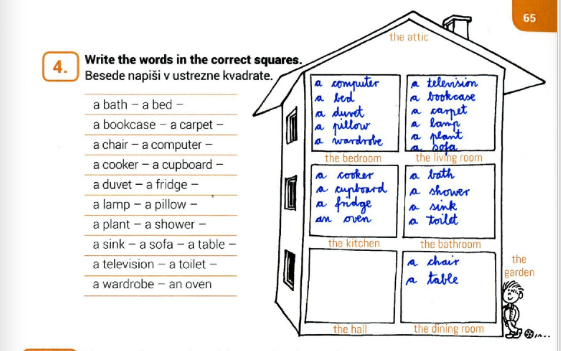 65
the attic
4.
Write the words in the correct squares.
Besede napiši v ustrezne kvadrate.
a bath – a bed –
a bookcase – a carpet –
a chair – a computer –
a cooker – a cupboard –
a duvet – a fridge –
a lamp – a pillow –
a plant – a shower –
a sink – a sofa – a table –
a television – a toilet –
a wardrobe – an oven
a computer
a bed
a duvet
a pillow
a wardrobe
the bedroom
a television
a bookcase
a carpet
a lamp
a plant
a sofa
the living room
a cooker
a cupboard
a fridge
an oven
the kitchen
a bath
a shower
a sink
a toilet
the bathroom
the hall
a chair
a table
the dining room
the
garden